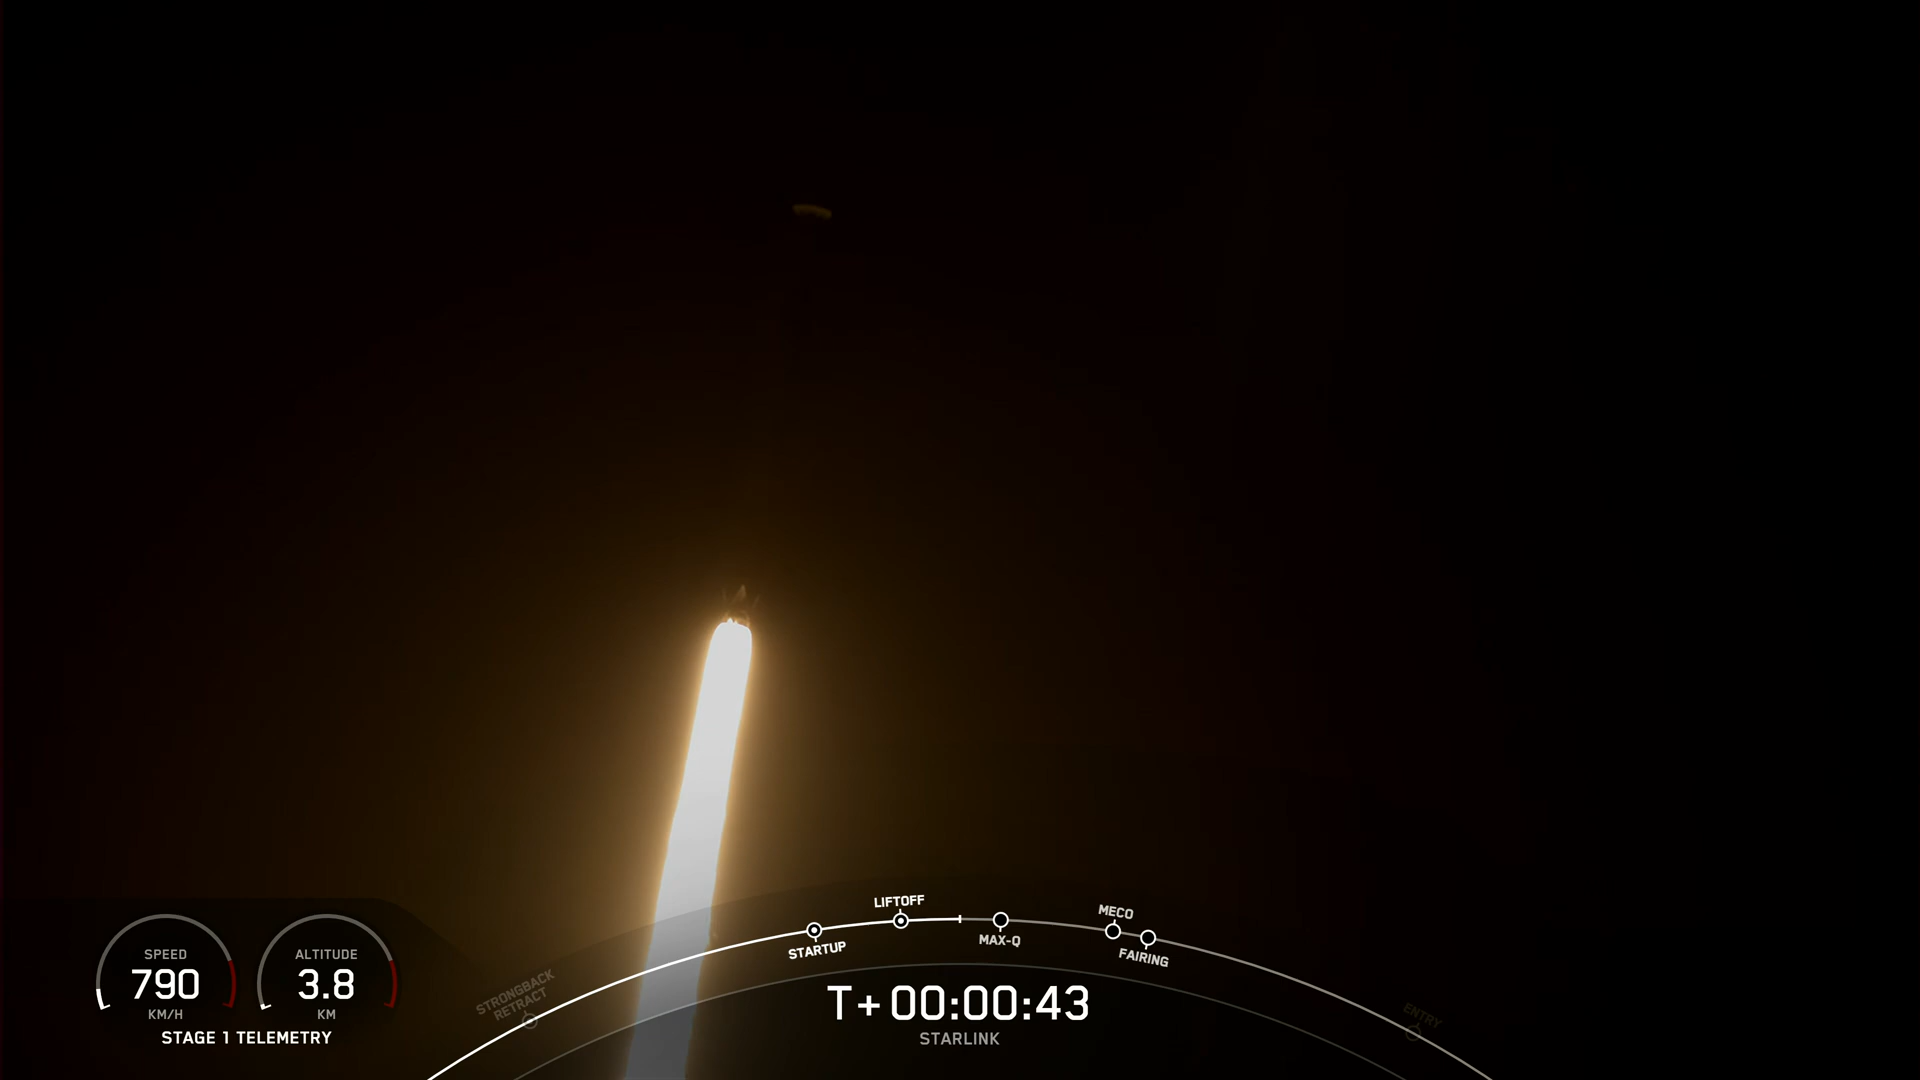 SPEED
790
KM/H
ALTITUDE
3.8
KM
STAGE 1 TELEMETRY
STRONGBACK
RETRACT
STARTUP
LIFTOFF
MAX-Q
MECO
FAIRING
ENTRY
T+00:00:43
STARLINK